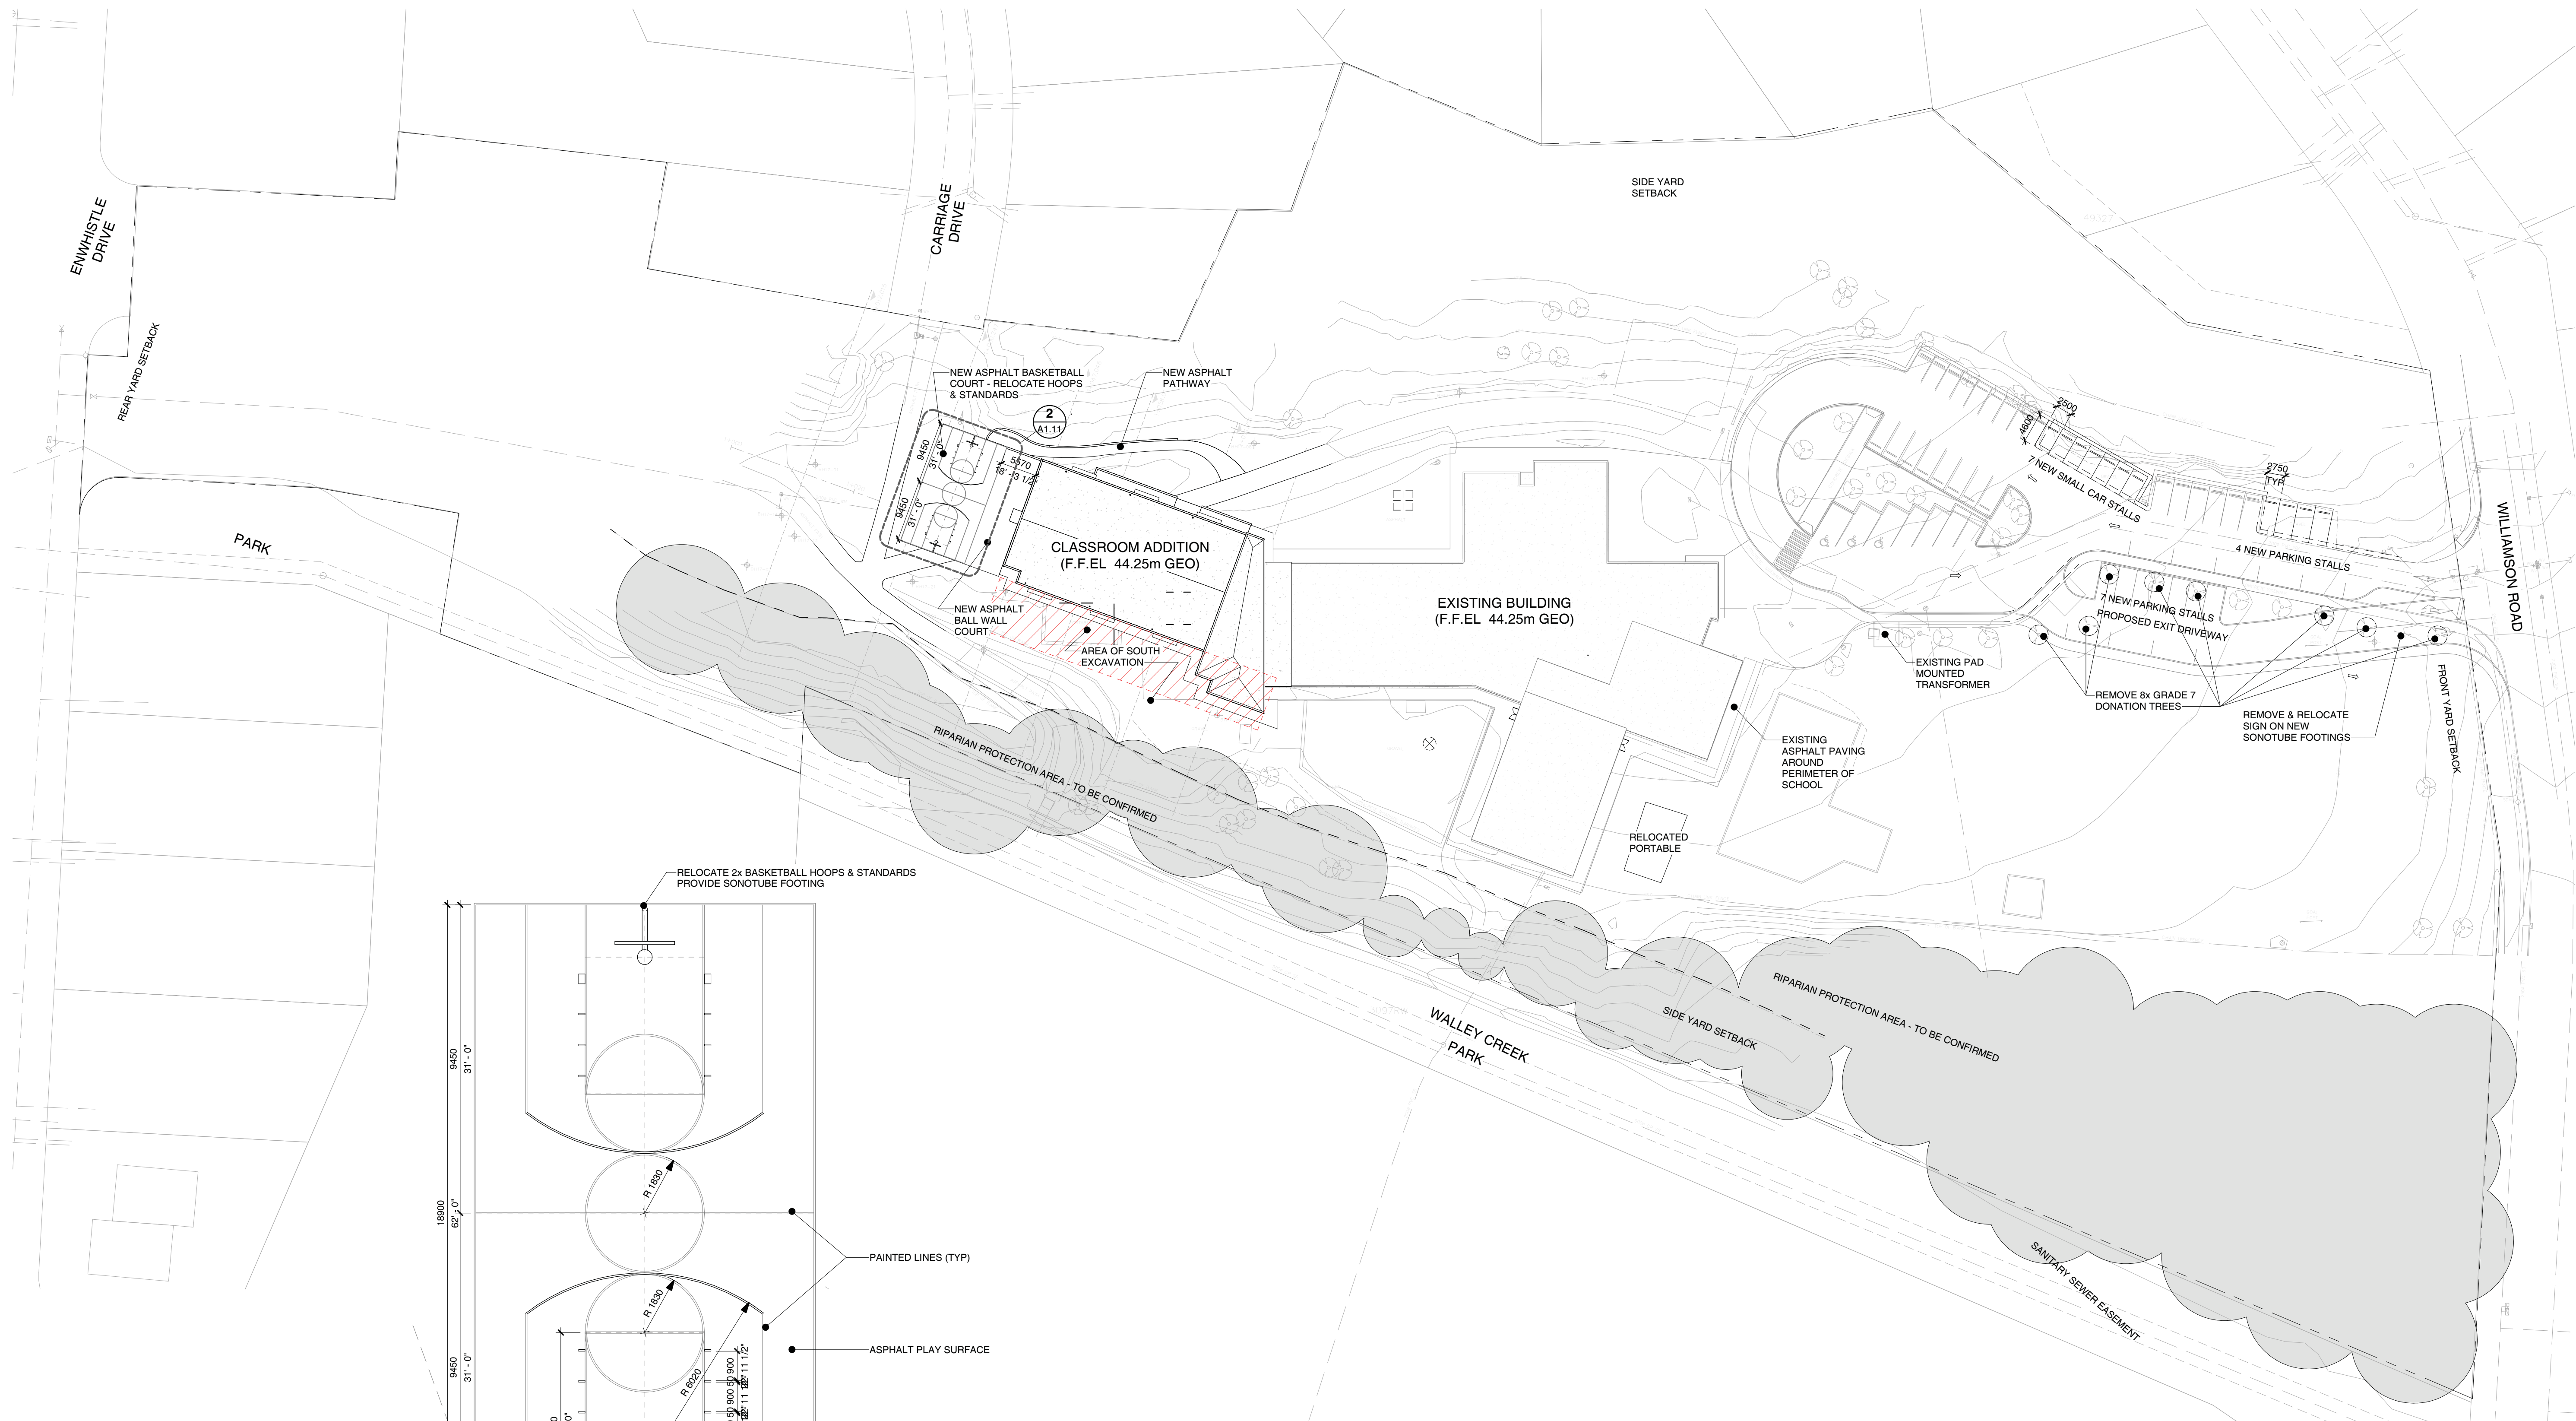 SIDE YARD
SETBACK
49327
ENWHISTLE
DRIVE
CARRIAGE
DRIVE
REAR YARD SETBACK
PARK
NEW ASPHALT BASKETBALL
COURT - RELOCATE HOOPS
& STANDARDS
NEW ASPHALT
PATHWAY
2
A1.11
9450
31' - 0"
9450
31' - 0"
5570
18' - 3 1/2"
CLASSROOM ADDITION
(F.F.EL 44.25m GEO)
NEW ASPHALT
BALL WALL
COURT
AREA OF SOUTH
EXCAVATION
EXISTING BUILDING
(F.F.EL 44.25m GEO)
2500
4600
7 NEW SMALL CAR STALLS
2750
TYP
4 NEW PARKING STALLS
7 NEW PARKING STALLS
PROPOSED EXIT DRIVEWAY
WILLIAMSON ROAD
EXISTING PAD
MOUNTED
TRANSFORMER
REMOVE 8x GRADE 7
DONATION TREES
REMOVE & RELOCATE
SIGN ON NEW
SONOTUBE FOOTINGS
FRONT YARD SETBACK
EXISTING
ASPHALT PAVING
AROUND
PERIMETER OF
SCHOOL
RELOCATED
PORTABLE
RIPARIAN PROTECTION AREA - TO BE CONFIRMED
RIPARIAN PROTECTION AREA - TO BE CONFIRMED
SIDE YARD SETBACK
WALLEY CREEK
PARK
SANITARY SEWER EASEMENT
RELOCATE 2x BASKETBALL HOOPS & STANDARDS
PROVIDE SONOTUBE FOOTING
9450
31' - 0"
18900
62' - 0"
R 1830
PAINTED LINES (TYP)
R 1830
ASPHALT PLAY SURFACE
9450
31' - 0"
R 6020
900
50
900
50